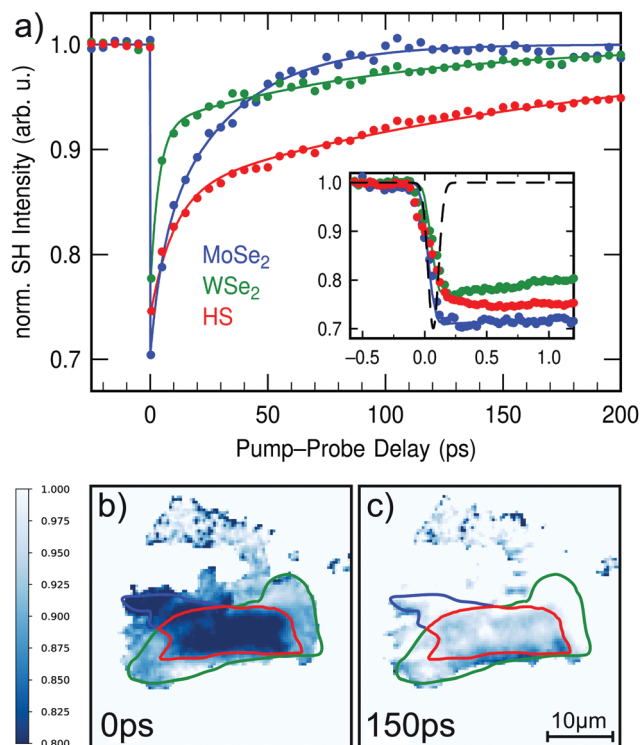 a)
norm. SH Intensity (arb. u.)
1.0
0.9
0.8
0.7
MoSe₂
WSe₂
HS
1.0
0.9
0.8
0.7
−0.5 0.0 0.5 1.0
0 50 100 150 200
Pump–Probe Delay (ps)
1.000
0.975
0.950
0.925
0.900
0.875
0.850
0.825
0.800
b)
0ps
c)
150ps
10μm